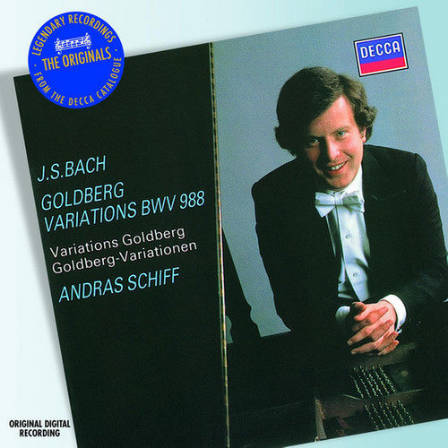 LEGENDARY RECORDINGS
THE ORIGINALS
FROM THE DECCA CATALOGUE
DECCA
J.S.BACH
GOLDBERG
VARIATIONS BWV 988
Variations Goldberg
Goldberg-Variationen
ANDRAS SCHIFF
ORIGINAL DIGITAL
RECORDING